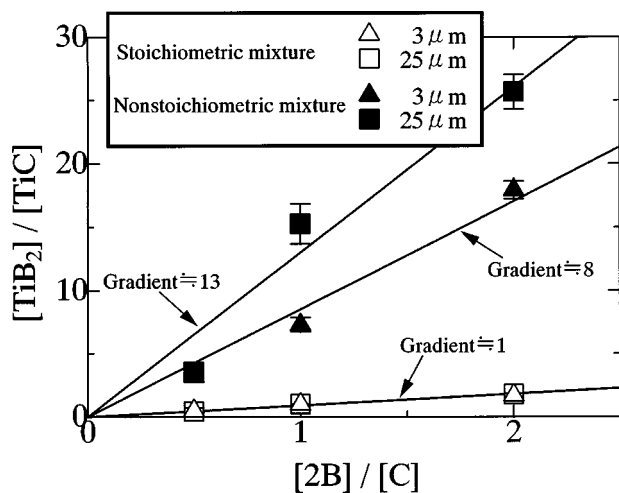 30
20
10
0
[TiB₂] / [TiC]
Stoichiometric mixture △ 3 μm
□ 25 μm
Nonstoichiometric mixture ▲ 3 μm
■ 25 μm
Gradient≒13
Gradient≒8
Gradient≒1
0 1 2
[2B] / [C]